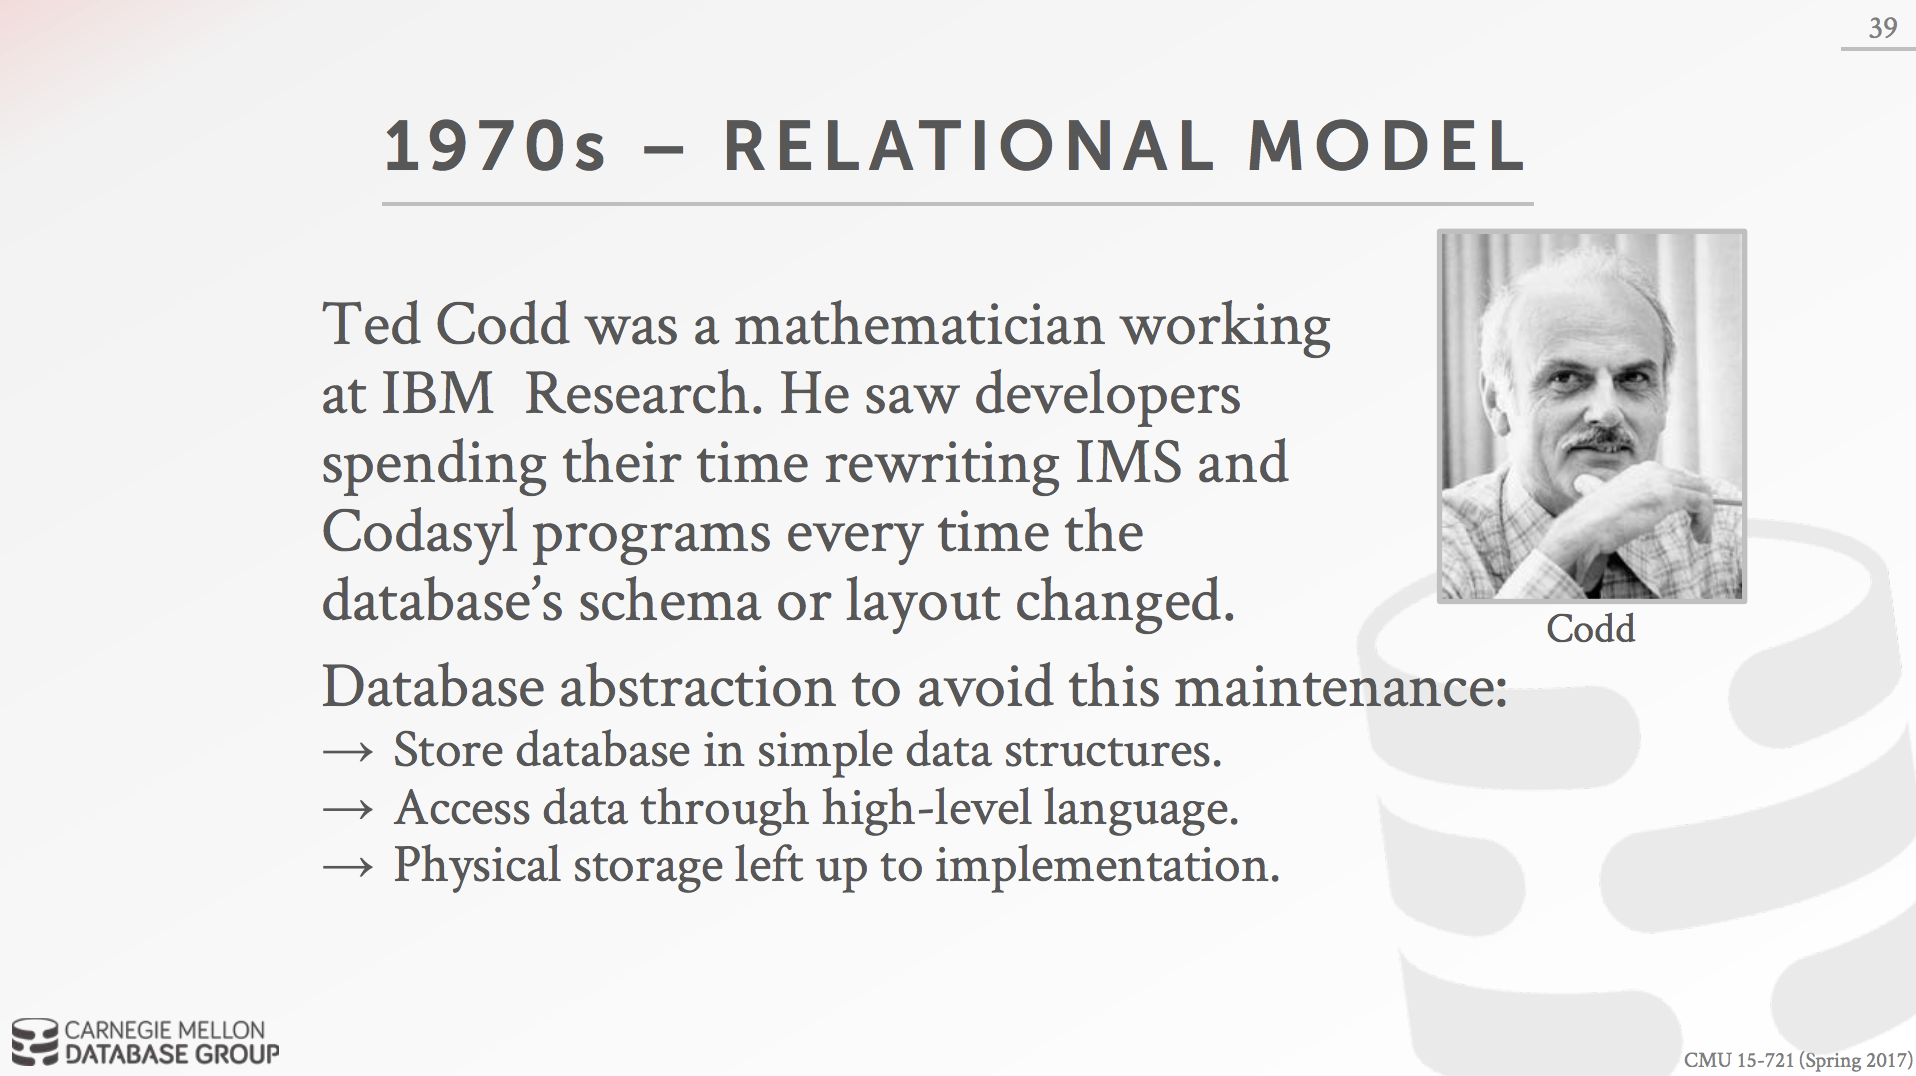 39
1970s – RELATIONAL MODEL
Ted Codd was a mathematician working
at IBM  Research. He saw developers
spending their time rewriting IMS and
Codasyl programs every time the
database’s schema or layout changed.
Codd
Database abstraction to avoid this maintenance:
→ Store database in simple data structures.
→ Access data through high-level language.
→ Physical storage left up to implementation.
CARNEGIE MELLON
DATABASE GROUP
CMU 15-721 (Spring 2017)